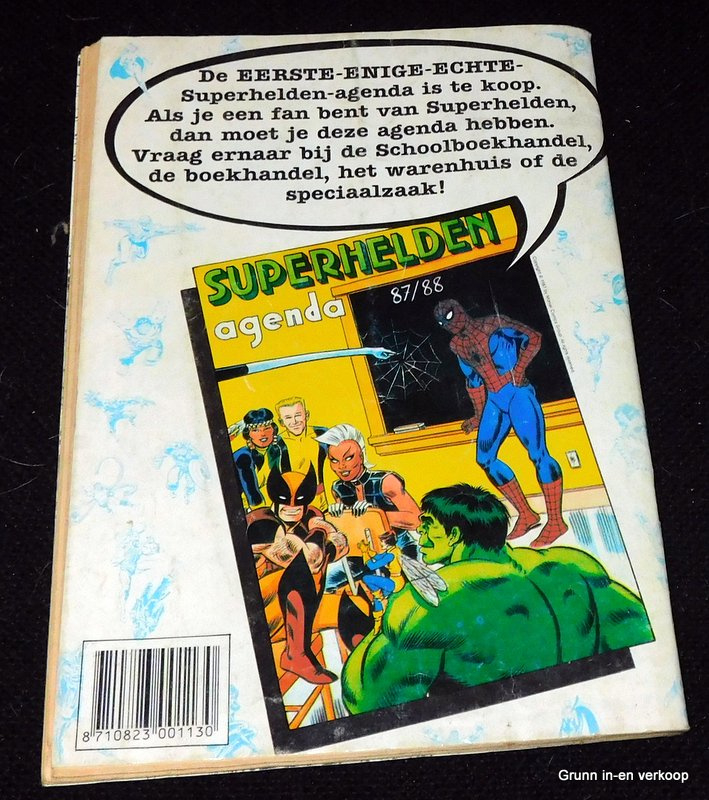 De EERSTE-ENIGE-ECHTE-
Superhelden-agenda is te koop.
Als je een fan bent van Superhelden,
dan moet je deze agenda hebben.
Vraag ernaar bij de Schoolboekhandel,
de boekhandel, het warenhuis of de
speciaalzaak!
SUPERHELDEN
agenda
87/88
8 710823 001130
Grunn in-en verkoop